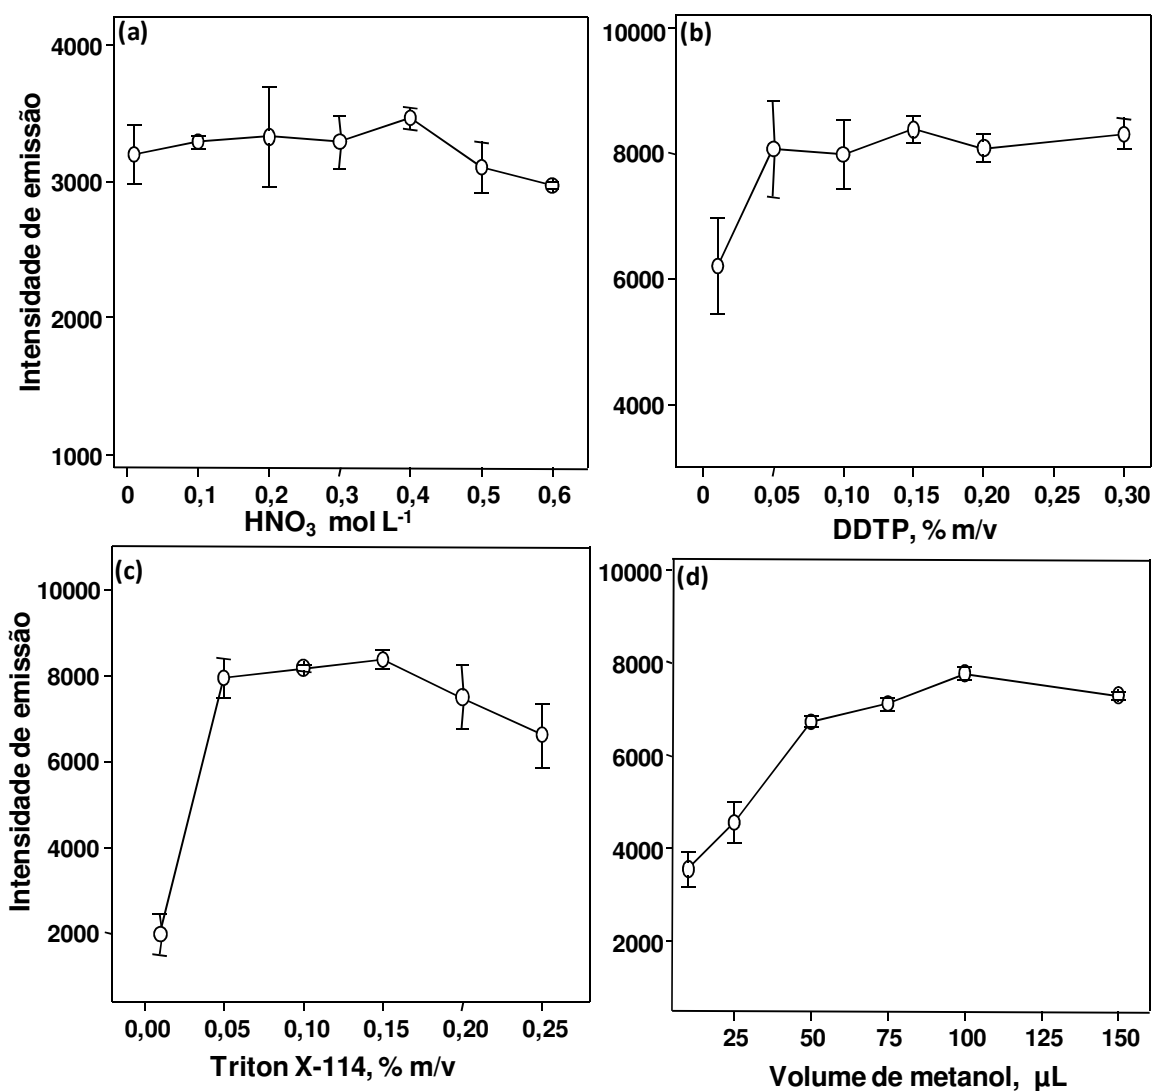 (a)
4000
3000
2000
1000
Intensidade de emissão
0 0,1 0,2 0,3 0,4 0,5 0,6
HNO₃ mol L⁻¹
(b)
10000
8000
6000
4000
0 0,05 0,10 0,15 0,20 0,25 0,30
DDTP, % m/v
(c)
10000
8000
6000
4000
2000
Intensidade de emissão
0,00 0,05 0,10 0,15 0,20 0,25
Triton X-114, % m/v
(d)
10000
8000
6000
4000
2000
25 50 75 100 125 150
Volume de metanol, µL